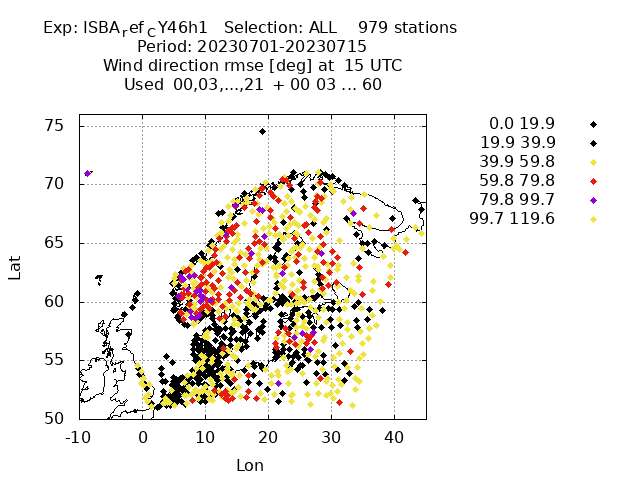 Exp: ISBAref CY46h1 Selection: ALL 979 stations
Period: 20230701-20230715
Wind direction rmse [deg] at 15 UTC
Used 00,03,...,21 + 00 03 ... 60
0.0 19.9
19.9 39.9
39.9 59.8
59.8 79.8
79.8 99.7
99.7 119.6
75
70
65
60
55
50
Lat
-10 0 10 20 30 40
Lon